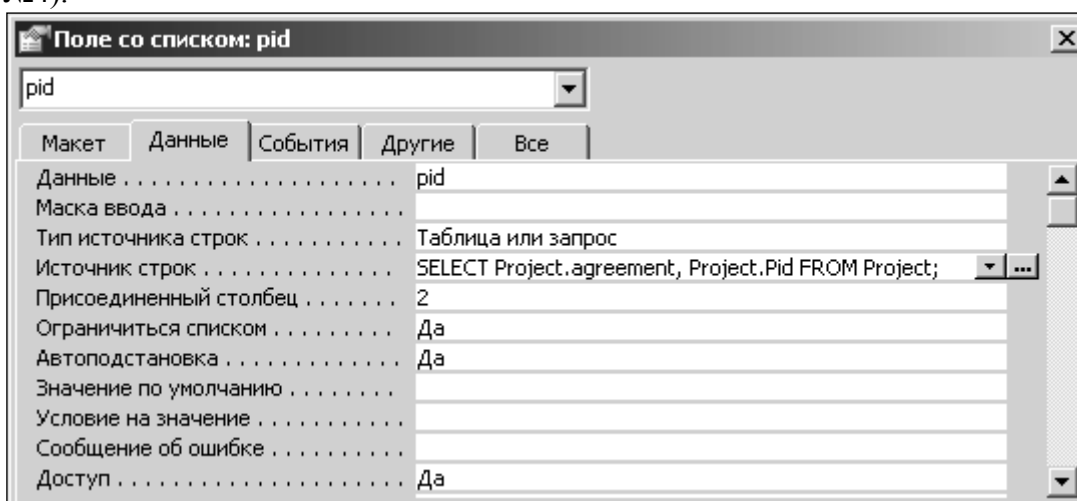 №4).
Поле со списком: pid
pid
Макет Данные События Другие Все
Данные . . . . . . . . . . . . . . . . . . . . pid
Маска ввода . . . . . . . . . . . . . . . . .
Тип источника строк . . . . . . . . . . . Таблица или запрос
Источник строк . . . . . . . . . . . . . . SELECT Project.agreement, Project.Pid FROM Project; ...
Присоединенный столбец . . . . . . . 2
Ограничиться списком . . . . . . . . . Да
Автоподстановка . . . . . . . . . . . . . Да
Значение по умолчанию . . . . . . . .
Условие на значение . . . . . . . . . . .
Сообщение об ошибке . . . . . . . . . .
Доступ . . . . . . . . . . . . . . . . . . . . Да